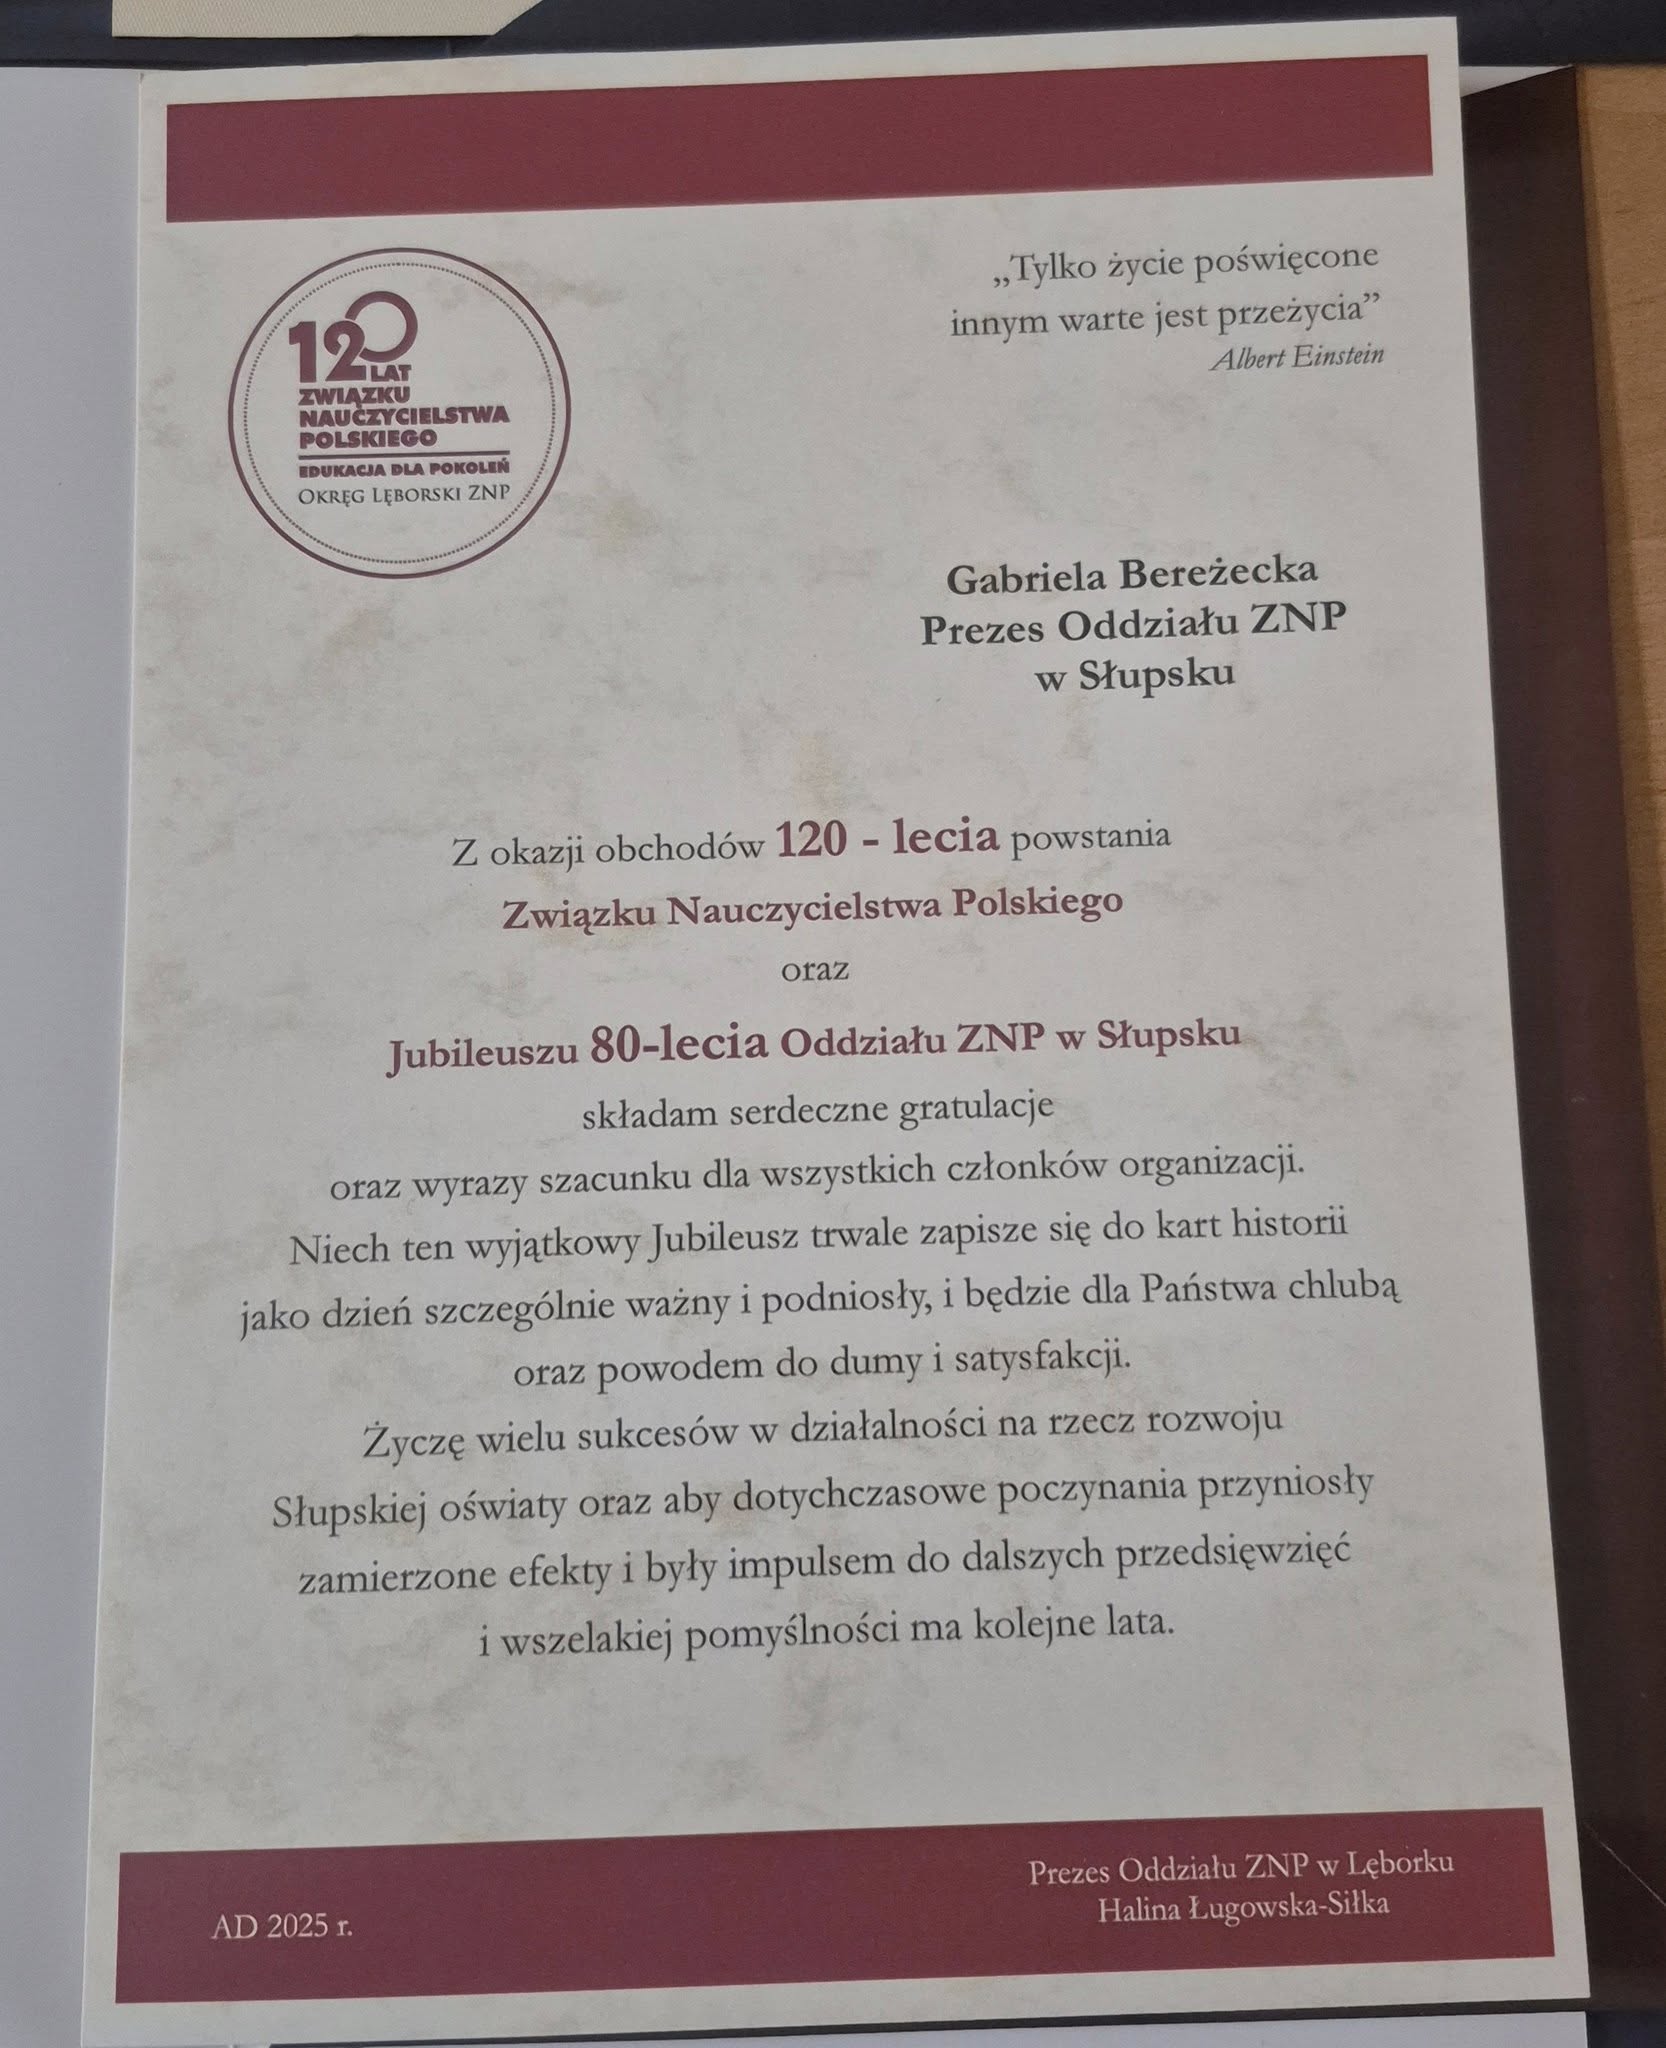 „Tylko życie poświęcone
innym warte jest przeżycia”
Albert Einstein
120 LAT
ZWIĄZKU
NAUCZYCIELSTWA
POLSKIEGO
EDUKACJA DLA POKOLEŃ
OKRĘG LĘBORSKI ZNP
Gabriela Bereżecka
Prezes Oddziału ZNP
w Słupsku
Z okazji obchodów 120 - lecia powstania
Związku Nauczycielstwa Polskiego
oraz
Jubileuszu 80-lecia Oddziału ZNP w Słupsku
składam serdeczne gratulacje
oraz wyrazy szacunku dla wszystkich członków organizacji.
Niech ten wyjątkowy Jubileusz trwale zapisze się do kart historii
jako dzień szczególnie ważny i podniosły, i będzie dla Państwa chlubą
oraz powodem do dumy i satysfakcji.
Życzę wielu sukcesów w działalności na rzecz rozwoju
Słupskiej oświaty oraz aby dotychczasowe poczynania przyniosły
zamierzone efekty i były impulsem do dalszych przedsięwzięć
i wszelakiej pomyślności ma kolejne lata.
AD 2025 r.
Prezes Oddziału ZNP w Lęborku
Halina Ługowska-Siłka